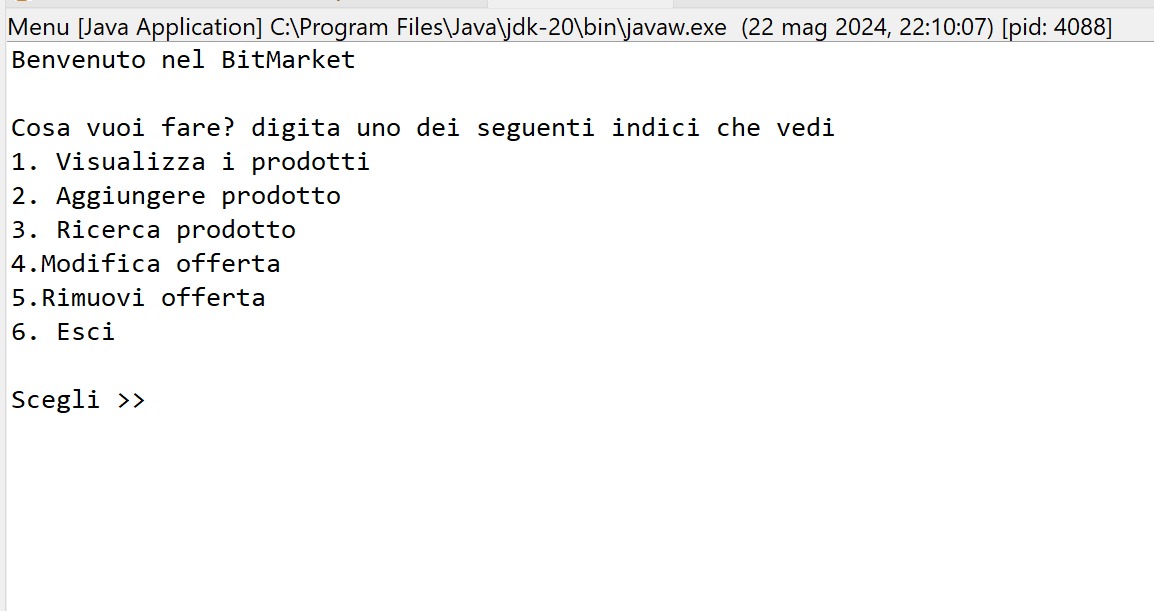 Menu [Java Application] C:\Program Files\Java\jdk-20\bin\javaw.exe  (22 mag 2024, 22:10:07) [pid: 4088]
Benvenuto nel BitMarket
Cosa vuoi fare? digita uno dei seguenti indici che vedi
1. Visualizza i prodotti
2. Aggiungere prodotto
3. Ricerca prodotto
4.Modifica offerta
5.Rimuovi offerta
6. Esci
Scegli >>